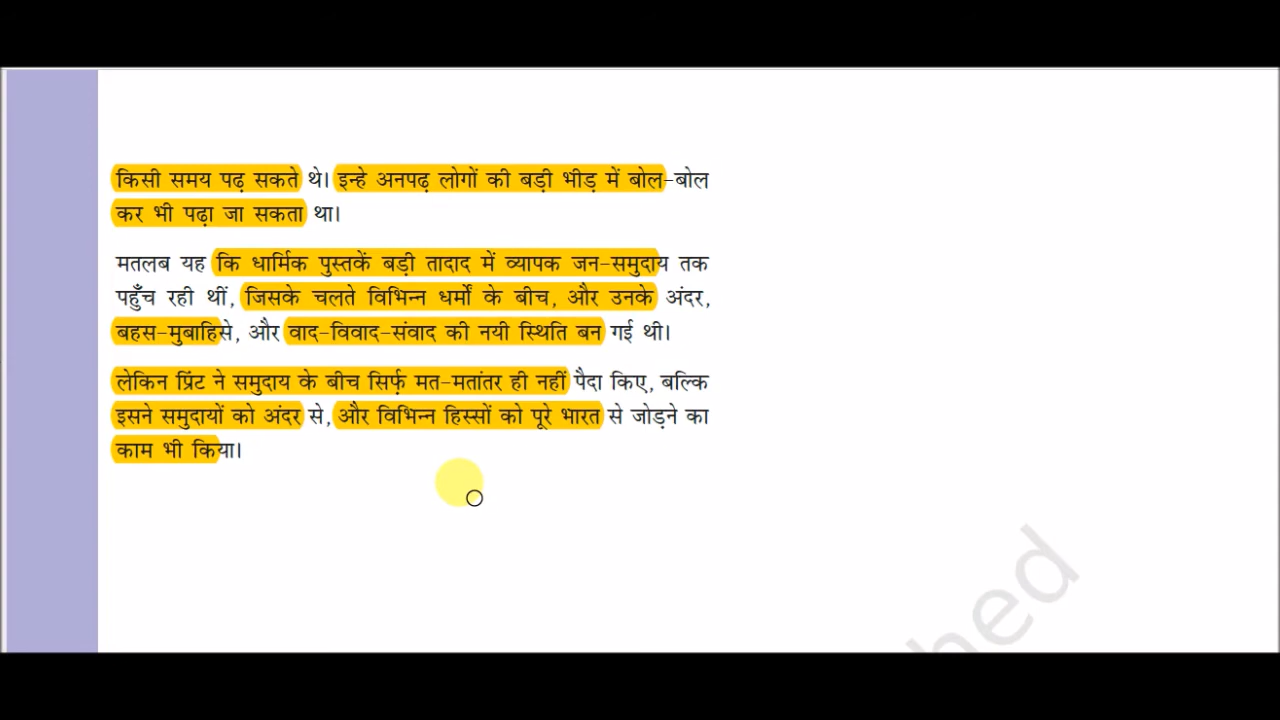 किसी समय पढ़ सकते थे। इन्हे अनपढ़ लोगों की बड़ी भीड़ में बोल-बोल
कर भी पढ़ा जा सकता था।
मतलब यह कि धार्मिक पुस्तकें बड़ी तादाद में व्यापक जन-समुदाय तक
पहुँच रही थीं, जिसके चलते विभिन्न धर्मों के बीच, और उनके अंदर,
बहस-मुबाहिसे, और वाद-विवाद-संवाद की नयी स्थिति बन गई थी।
लेकिन प्रिंट ने समुदाय के बीच सिर्फ़ मत-मतांतर ही नहीं पैदा किए, बल्कि
इसने समुदायों को अंदर से, और विभिन्न हिस्सों को पूरे भारत से जोड़ने का
काम भी किया।
hed